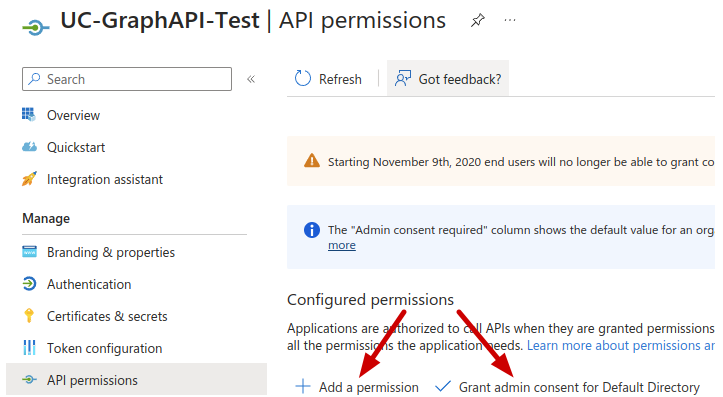 UC-GraphAPI-Test | API permissions
Search
Refresh
Got feedback?
Overview
Quickstart
Integration assistant
Manage
Branding & properties
Authentication
Certificates & secrets
Token configuration
API permissions
Starting November 9th, 2020 end users will no longer be able to grant co
The "Admin consent required" column shows the default value for an org
more
Configured permissions
Applications are authorized to call APIs when they are granted permissions
all the permissions the application needs. Learn more about permissions an
Add a permission
Grant admin consent for Default Directory